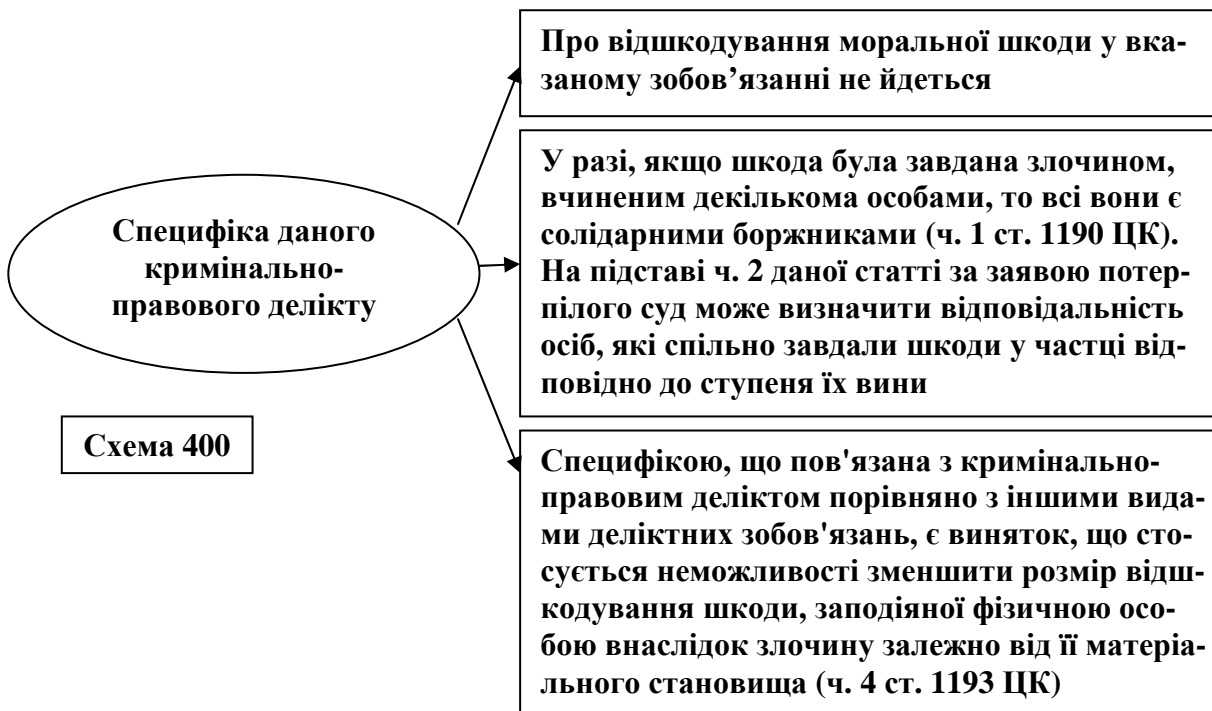 Про відшкодування моральної шкоди у вка-
заному зобов’язанні не йдеться
У разі, якщо шкода була завдана злочином,
вчиненим декількома особами, то всі вони є
солідарними боржниками (ч. 1 ст. 1190 ЦК).
На підставі ч. 2 даної статті за заявою потер-
пілого суд може визначити відповідальність
осіб, які спільно завдали шкоди у частці від-
повідно до ступеня їх вини
Специфіка даного
кримінально-
правового делікту
Схема 400
Специфікою, що пов'язана з кримінально-
правовим деліктом порівняно з іншими вида-
ми деліктних зобов'язань, є виняток, що сто-
сується неможливості зменшити розмір відш-
кодування шкоди, заподіяної фізичною осо-
бою внаслідок злочину залежно від її матеріа-
льного становища (ч. 4 ст. 1193 ЦК)